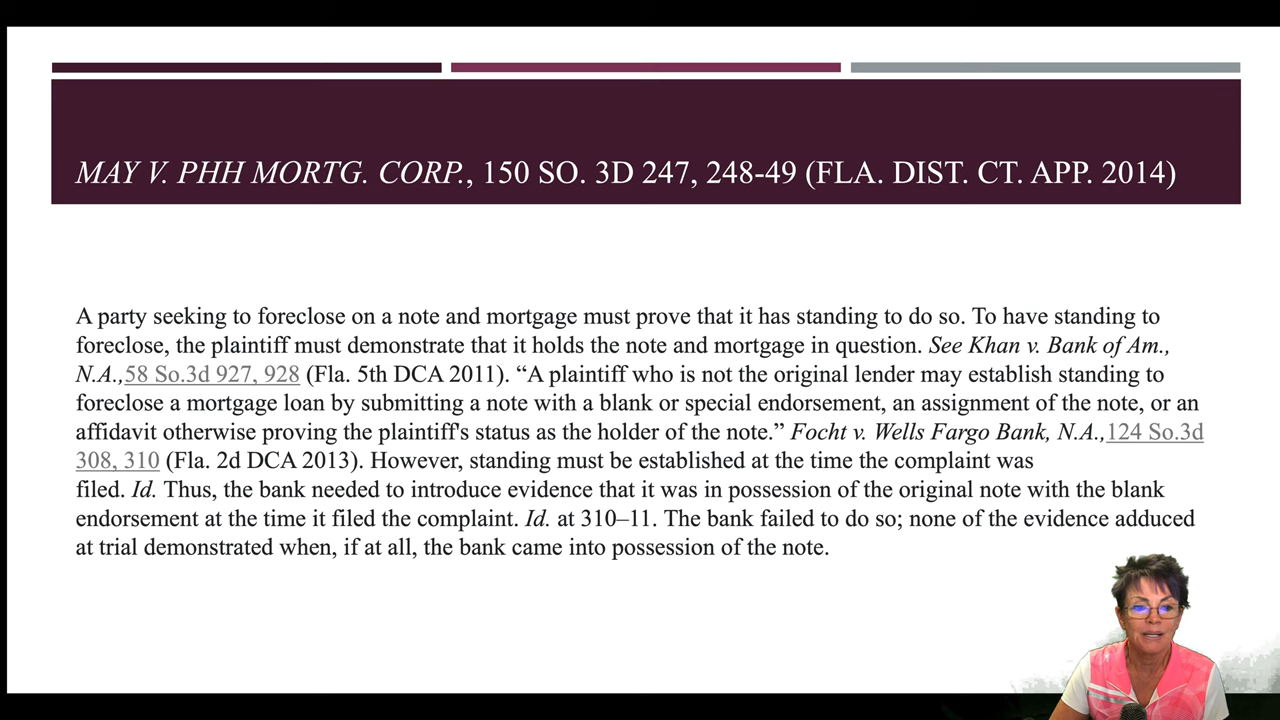 MAY V. PHH MORTG. CORP., 150 SO. 3D 247, 248-49 (FLA. DIST. CT. APP. 2014)
A party seeking to foreclose on a note and mortgage must prove that it has standing to do so. To have standing to
foreclose, the plaintiff must demonstrate that it holds the note and mortgage in question. See Khan v. Bank of Am.,
N.A.,58 So.3d 927, 928 (Fla. 5th DCA 2011). “A plaintiff who is not the original lender may establish standing to
foreclose a mortgage loan by submitting a note with a blank or special endorsement, an assignment of the note, or an
affidavit otherwise proving the plaintiff's status as the holder of the note.” Focht v. Wells Fargo Bank, N.A.,124 So.3d
308, 310 (Fla. 2d DCA 2013). However, standing must be established at the time the complaint was
filed. Id. Thus, the bank needed to introduce evidence that it was in possession of the original note with the blank
endorsement at the time it filed the complaint. Id. at 310–11. The bank failed to do so; none of the evidence adduced
at trial demonstrated when, if at all, the bank came into possession of the note.